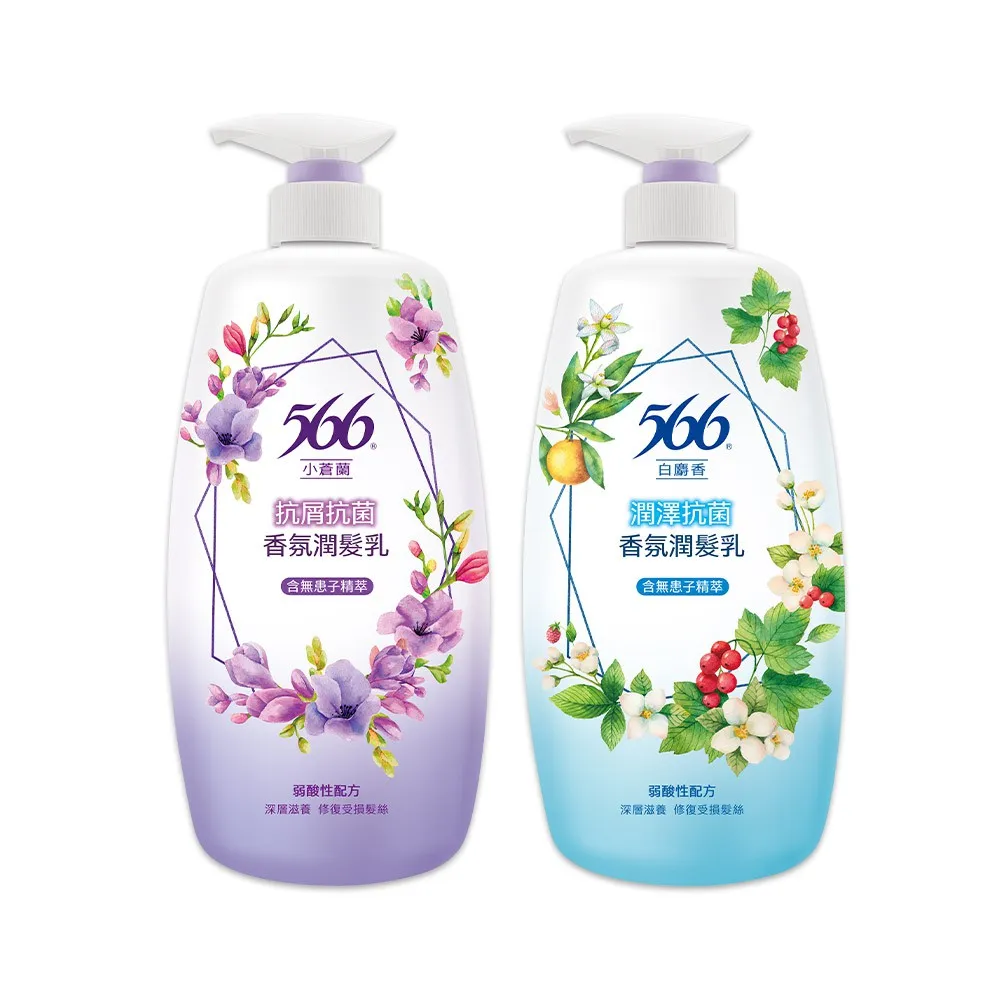 566®
小蒼蘭
抗屑抗菌
香氛潤髮乳
含無患子精萃
弱酸性配方
深層滋養 修復受損髮絲
566®
白麝香
潤澤抗菌
香氛潤髮乳
含無患子精萃
弱酸性配方
深層滋養 修復受損髮絲